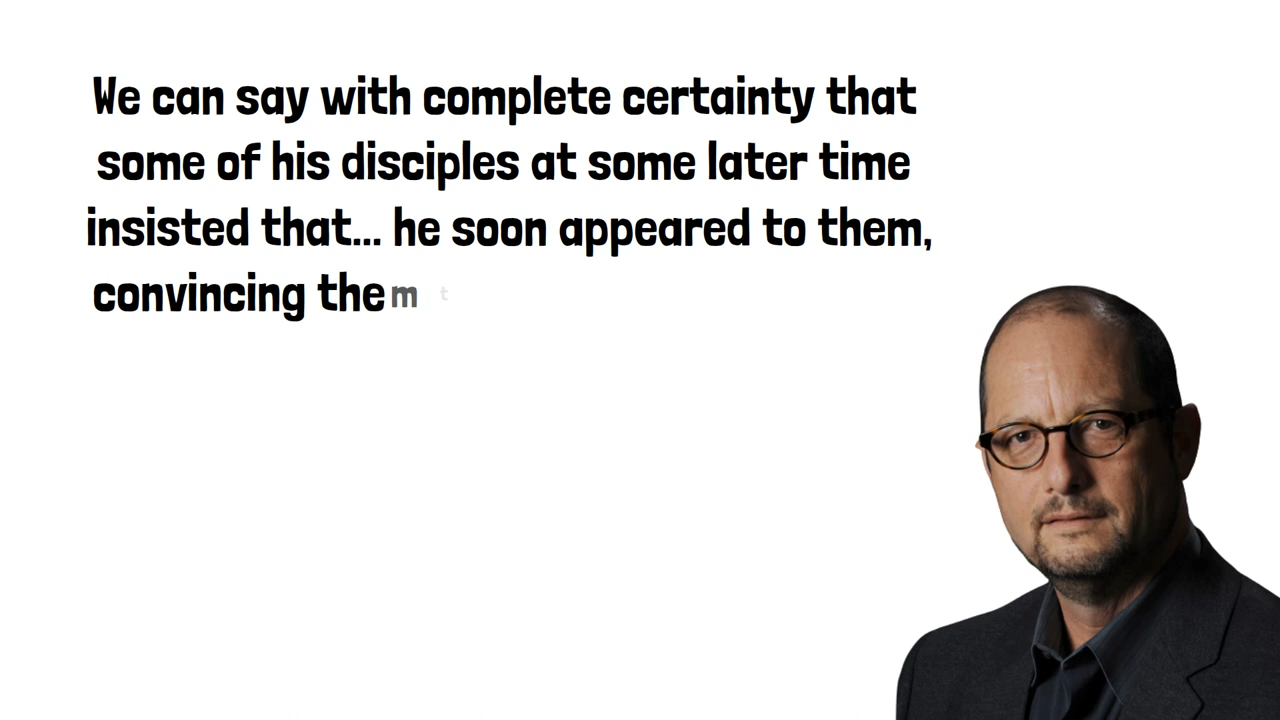 We can say with complete certainty that
some of his disciples at some later time
insisted that... he soon appeared to them,
convincing them t